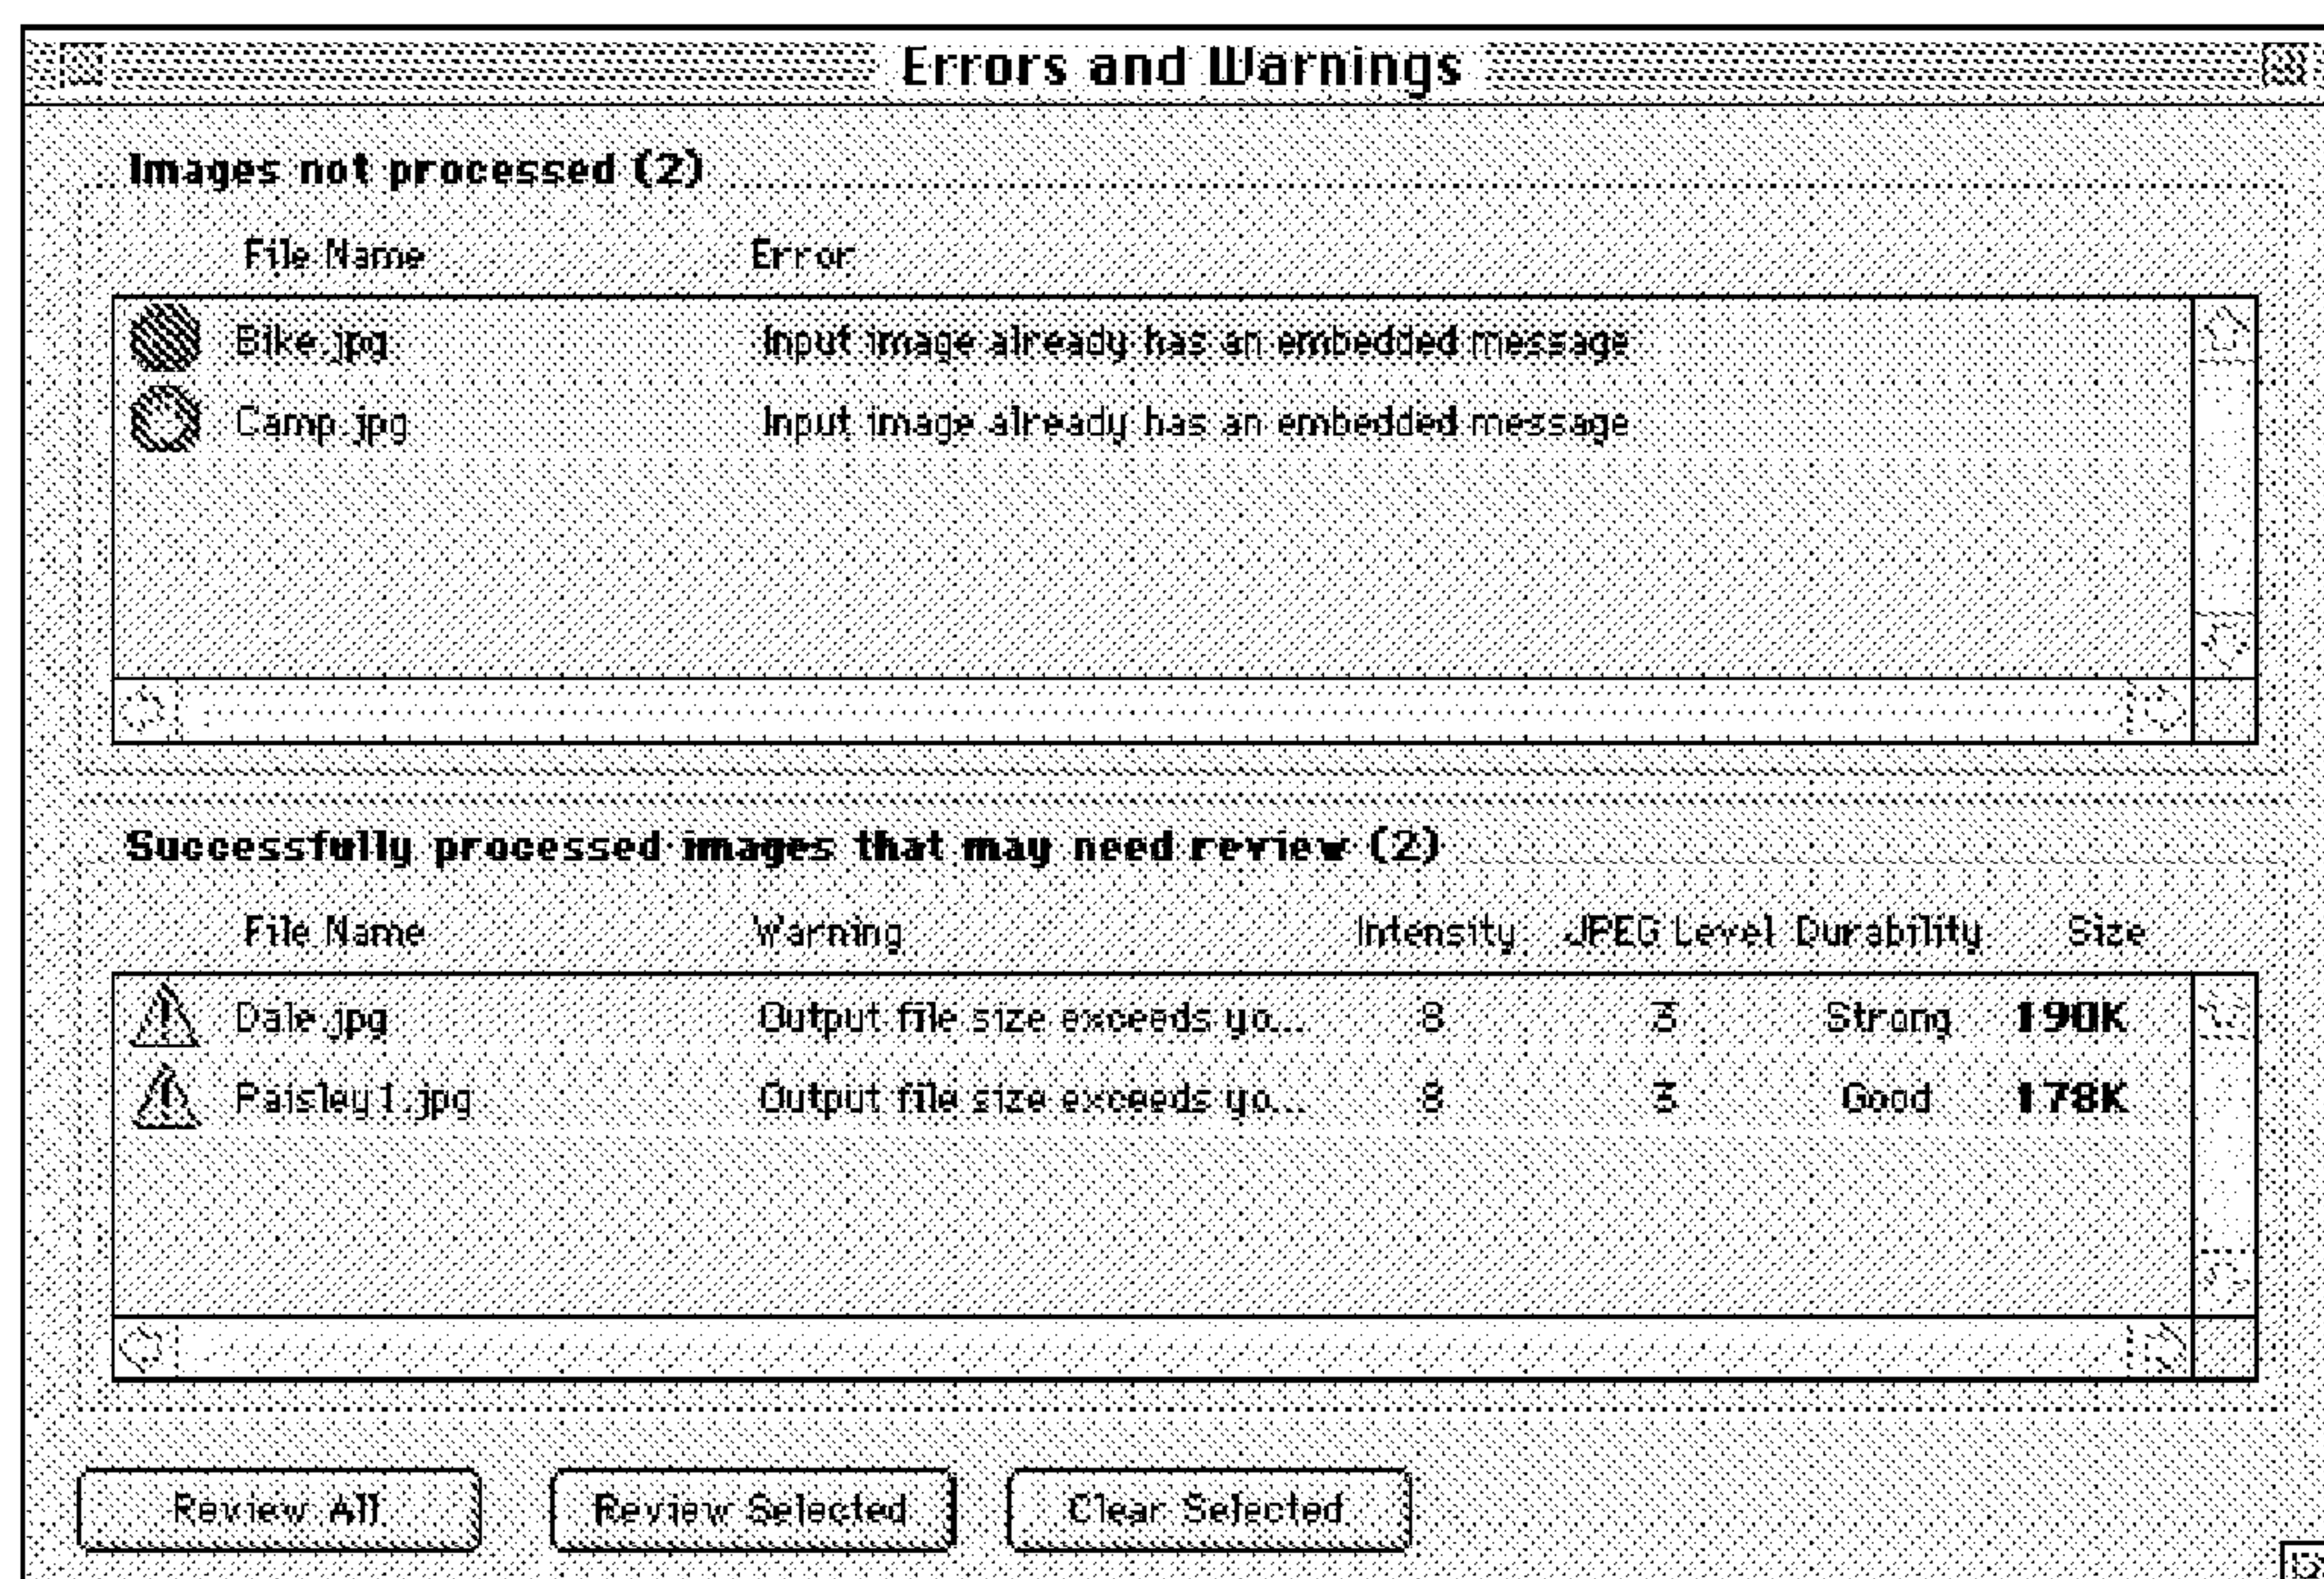 Errors and Warnings
Images not processed (2)
File Name Error
Bike.jpg Input image already has an embedded message
Camp.jpg Input image already has an embedded message
Successfully processed images that may need review (2)
File Name Warning Intensity JPEG Level Durability Size
Dale.jpg Output file size exceeds yo... 8 3 Strong 190K
Paisley1.jpg Output file size exceeds yo... 8 3 Good 178K
Review All Review Selected Clear Selected